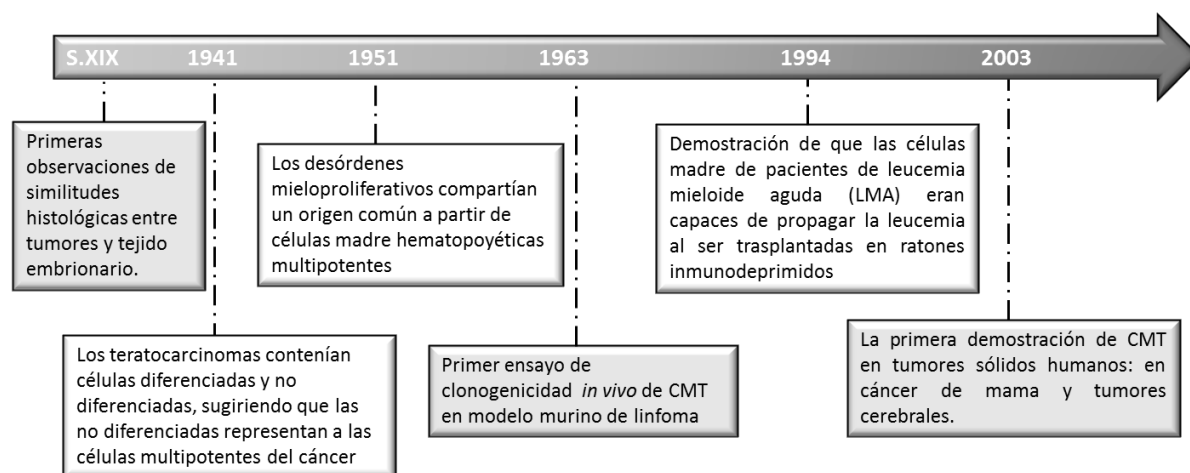 S.XIX 1941 1951 1963 1994 2003
Primeras
observaciones de
similitudes
histológicas entre
tumores y tejido
embrionario.
Los teratocarcinomas contenían
células diferenciadas y no
diferenciadas, sugiriendo que las
no diferenciadas representan a las
células multipotentes del cáncer
Los desórdenes
mieloproliferativos compartían
un origen común a partir de
células madre hematopoyéticas
multipotentes
Primer ensayo de
clonogenicidad in vivo de CMT
en modelo murino de linfoma
Demostración de que las células
madre de pacientes de leucemia
mieloide aguda (LMA) eran
capaces de propagar la leucemia
al ser trasplantadas en ratones
inmunodeprimidos
La primera demostración de CMT
en tumores sólidos humanos: en
cáncer de mama y tumores
cerebrales.